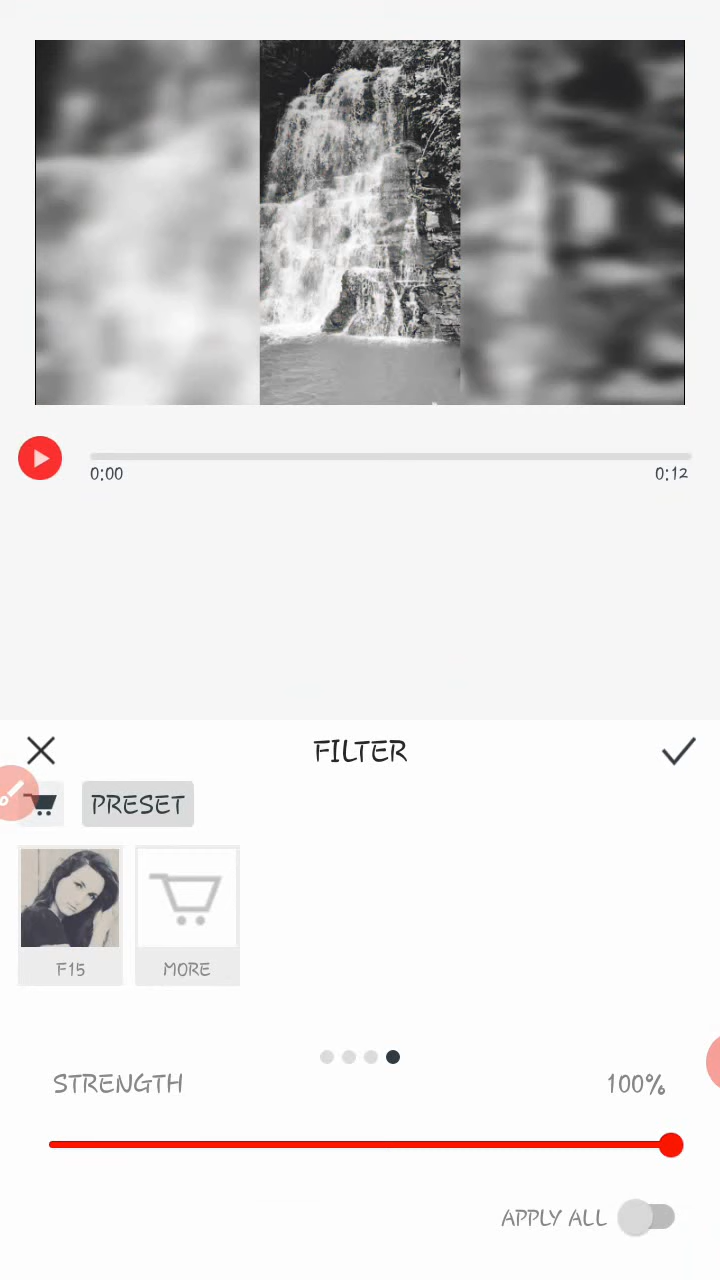 0:00
0:12
FILTER
PRESET
F15
MORE
STRENGTH
100%
APPLY ALL